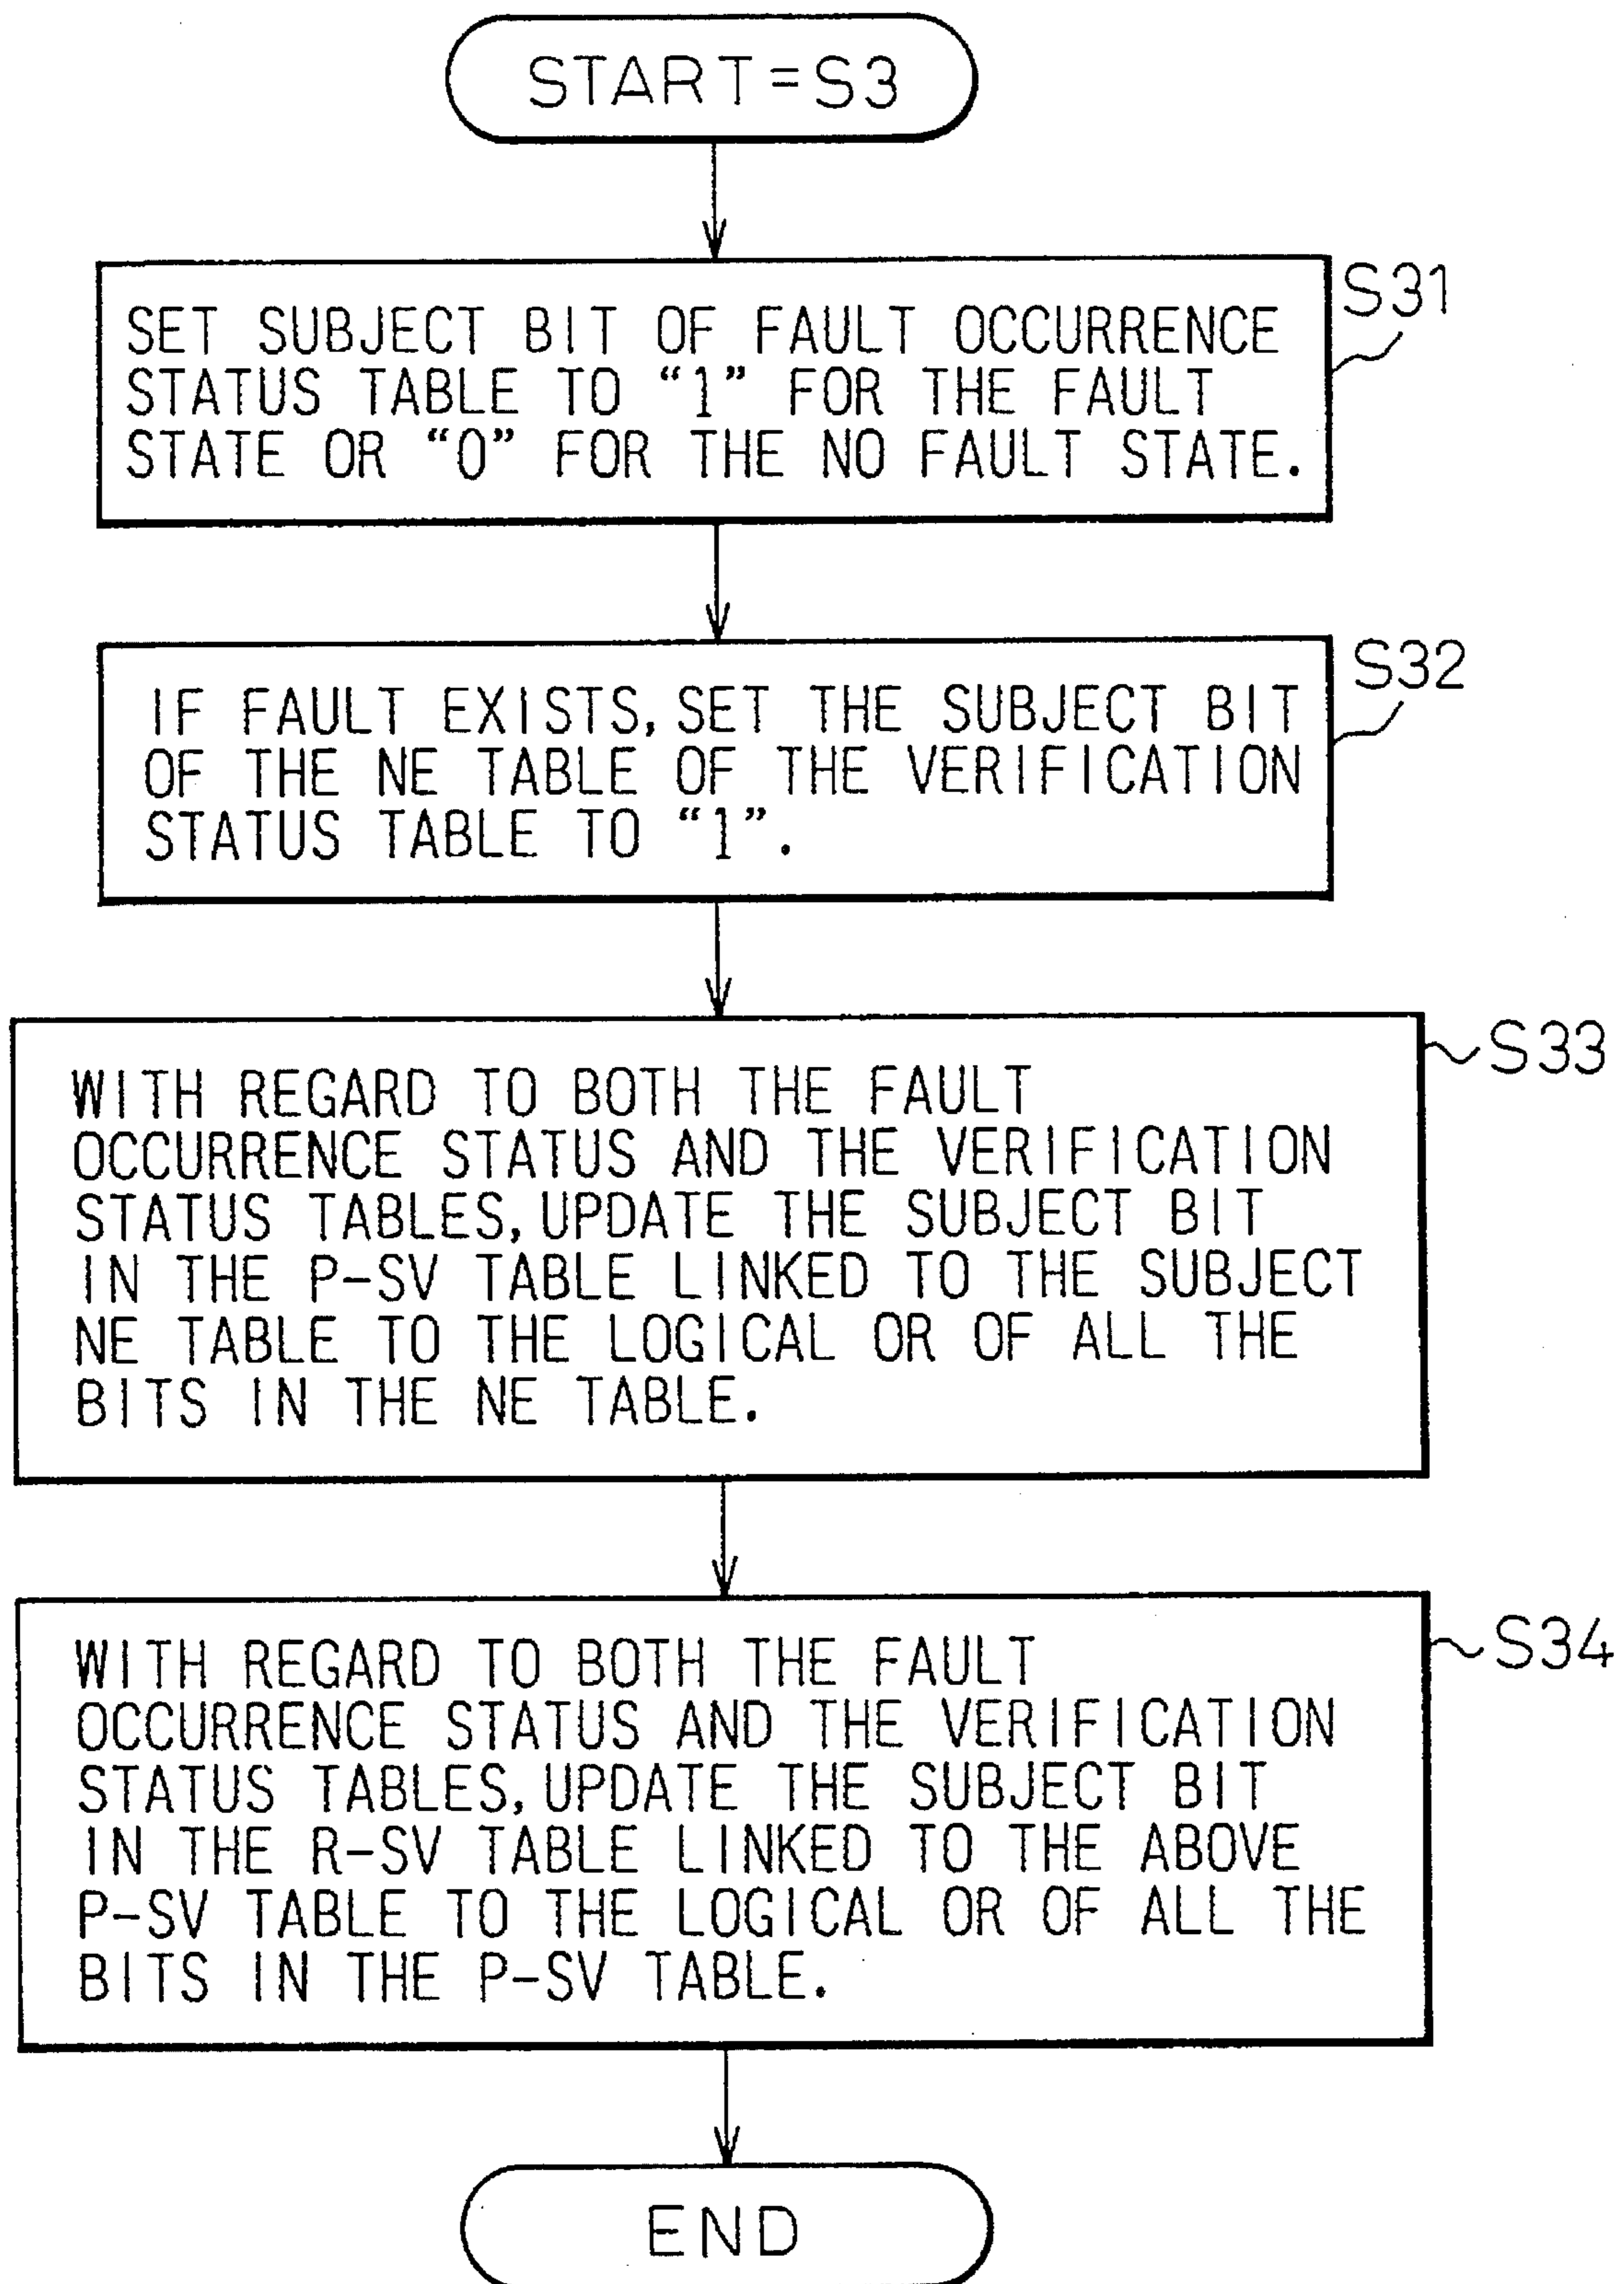 START=S3
S31
SET SUBJECT BIT OF FAULT OCCURRENCE
STATUS TABLE TO “1” FOR THE FAULT
STATE OR “0” FOR THE NO FAULT STATE.
S32
IF FAULT EXISTS, SET THE SUBJECT BIT
OF THE NE TABLE OF THE VERIFICATION
STATUS TABLE TO “1”.
S33
WITH REGARD TO BOTH THE FAULT
OCCURRENCE STATUS AND THE VERIFICATION
STATUS TABLES, UPDATE THE SUBJECT BIT
IN THE P-SV TABLE LINKED TO THE SUBJECT
NE TABLE TO THE LOGICAL OR OF ALL THE
BITS IN THE NE TABLE.
S34
WITH REGARD TO BOTH THE FAULT
OCCURRENCE STATUS AND THE VERIFICATION
STATUS TABLES, UPDATE THE SUBJECT BIT
IN THE R-SV TABLE LINKED TO THE ABOVE
P-SV TABLE TO THE LOGICAL OR OF ALL THE
BITS IN THE P-SV TABLE.
END